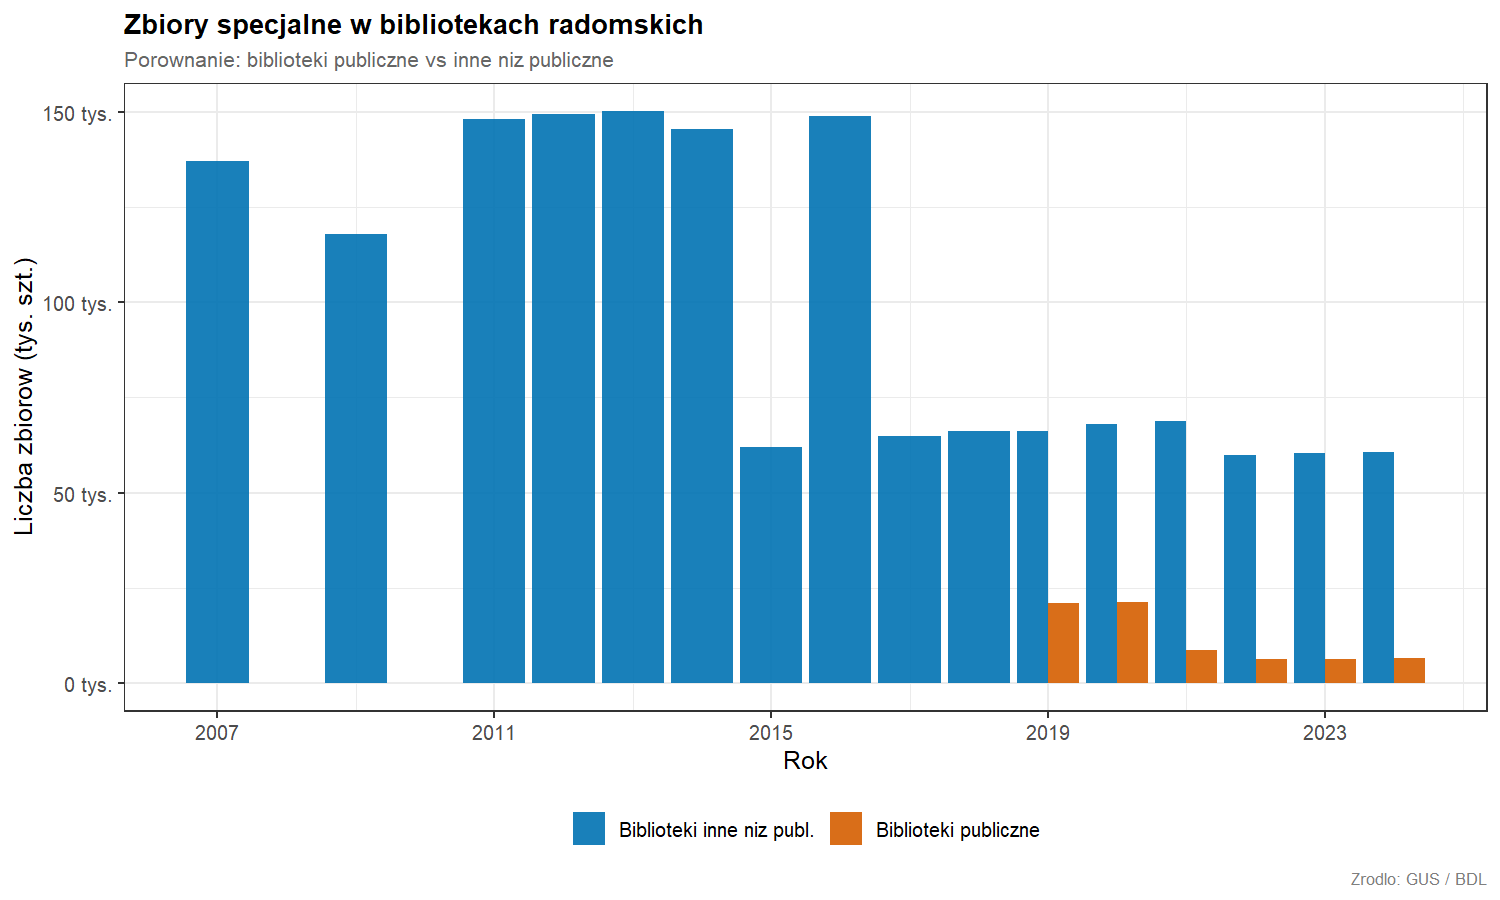 Zbiory specjalne w bibliotekach radomskich
Porownanie: biblioteki publiczne vs inne niz publiczne
Liczba zbiorow (tys. szt.)
150 tys.
100 tys.
50 tys.
0 tys.
2007 2011 2015 2019 2023
Rok
Biblioteki inne niz publ. Biblioteki publiczne
Zrodlo: GUS / BDL